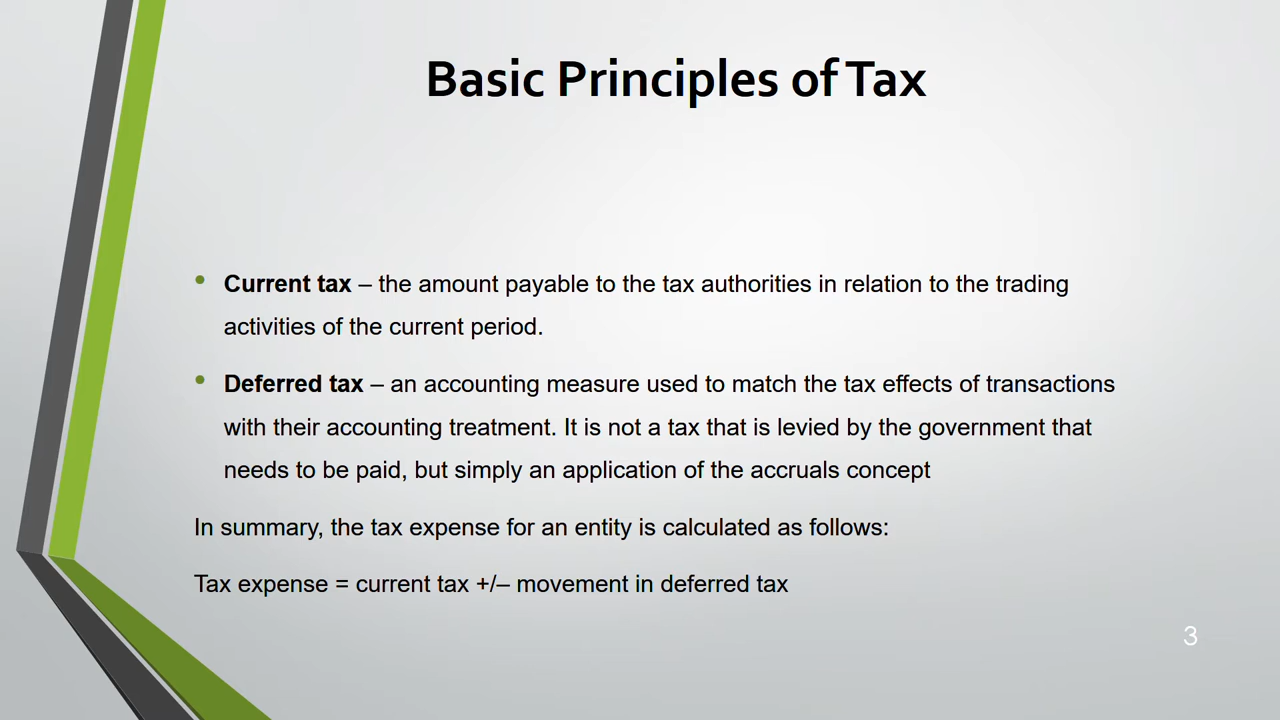 Basic Principles of Tax
• Current tax – the amount payable to the tax authorities in relation to the trading
activities of the current period.
• Deferred tax – an accounting measure used to match the tax effects of transactions
with their accounting treatment. It is not a tax that is levied by the government that
needs to be paid, but simply an application of the accruals concept
In summary, the tax expense for an entity is calculated as follows:
Tax expense = current tax +/– movement in deferred tax
3